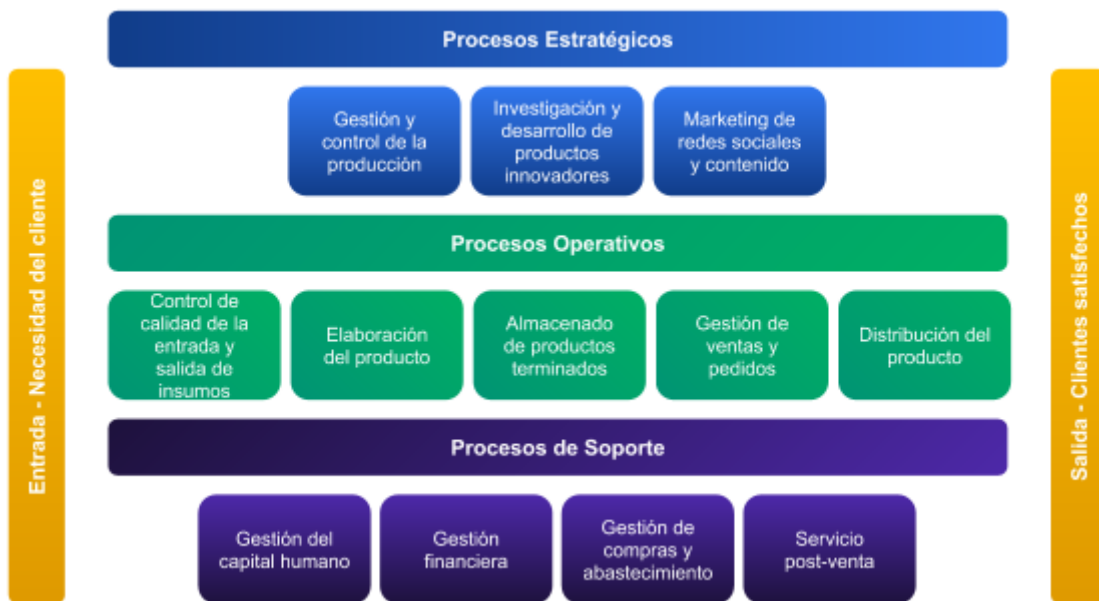 Procesos Estratégicos
Entrada - Necesidad del cliente
Gestión y
control de la
producción
Investigación y
desarrollo de
productos
innovadores
Marketing de
redes sociales
y contenido
Procesos Operativos
Control de
calidad de la
entrada y
salida de
insumos
Elaboración
del producto
Almacenado
de productos
terminados
Gestión de
ventas y
pedidos
Distribución del
producto
Procesos de Soporte
Gestión del
capital humano
Gestión
financiera
Gestión de
compras y
abastecimiento
Servicio
post-venta
Salida - Clientes satisfechos